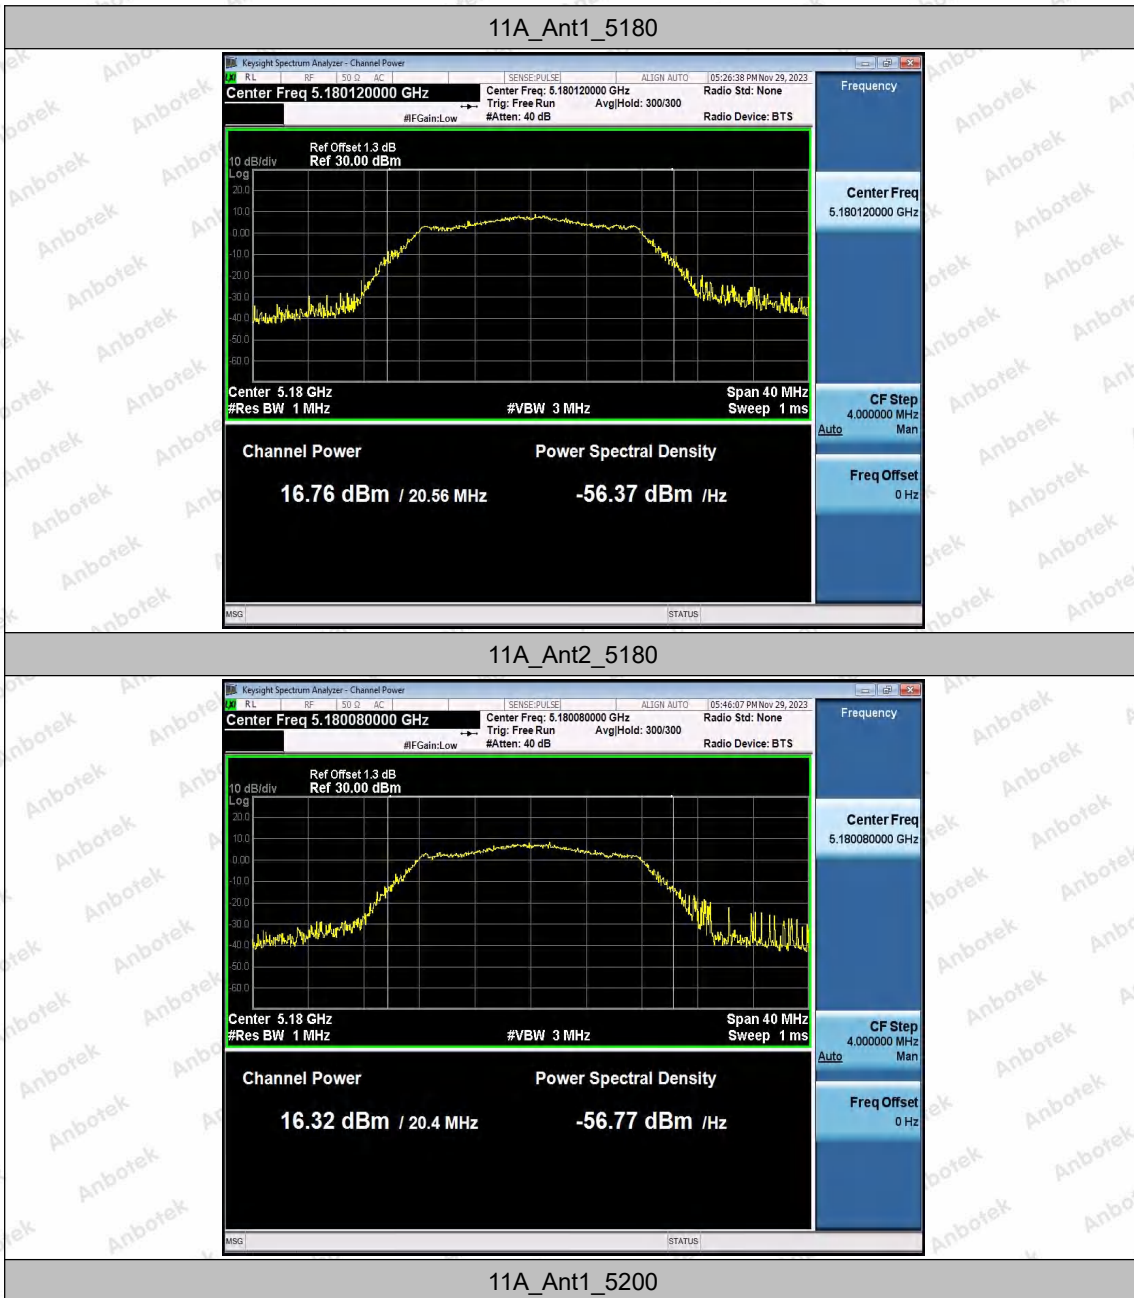 11A_Ant1_5180
Keysight Spectrum Analyzer - Channel Power
LXI RL RF 50 Ω AC SENSE:PULSE ALIGN AUTO 05:26:38 PM Nov 29, 2023
Center Freq 5.180120000 GHz
Center Freq: 5.180120000 GHz
Radio Std: None
Trig: Free Run Avg|Hold: 300/300
#IFGain:Low #Atten: 40 dB Radio Device: BTS
Frequency
Ref Offset 1.3 dB
10 dB/div Ref 30.00 dBm
Log
20.0
10.0
0.00
-10.0
-20.0
-30.0
-40.0
-50.0
-60.0
Center 5.18 GHz Span 40 MHz
#Res BW 1 MHz #VBW 3 MHz Sweep 1 ms
Center Freq
5.180120000 GHz
CF Step
4.000000 MHz
Auto Man
Freq Offset
0 Hz
Channel Power Power Spectral Density
16.76 dBm / 20.56 MHz -56.37 dBm /Hz
MSG STATUS
11A_Ant2_5180
Keysight Spectrum Analyzer - Channel Power
LXI RL RF 50 Ω AC SENSE:PULSE ALIGN AUTO 05:46:07 PM Nov 29, 2023
Center Freq 5.180080000 GHz
Center Freq: 5.180080000 GHz
Radio Std: None
Trig: Free Run Avg|Hold: 300/300
#IFGain:Low #Atten: 40 dB Radio Device: BTS
Frequency
Ref Offset 1.3 dB
10 dB/div Ref 30.00 dBm
Log
20.0
10.0
0.00
-10.0
-20.0
-30.0
-40.0
-50.0
-60.0
Center 5.18 GHz Span 40 MHz
#Res BW 1 MHz #VBW 3 MHz Sweep 1 ms
Center Freq
5.180080000 GHz
CF Step
4.000000 MHz
Auto Man
Freq Offset
0 Hz
Channel Power Power Spectral Density
16.32 dBm / 20.4 MHz -56.77 dBm /Hz
MSG STATUS
11A_Ant1_5200
Anbotek